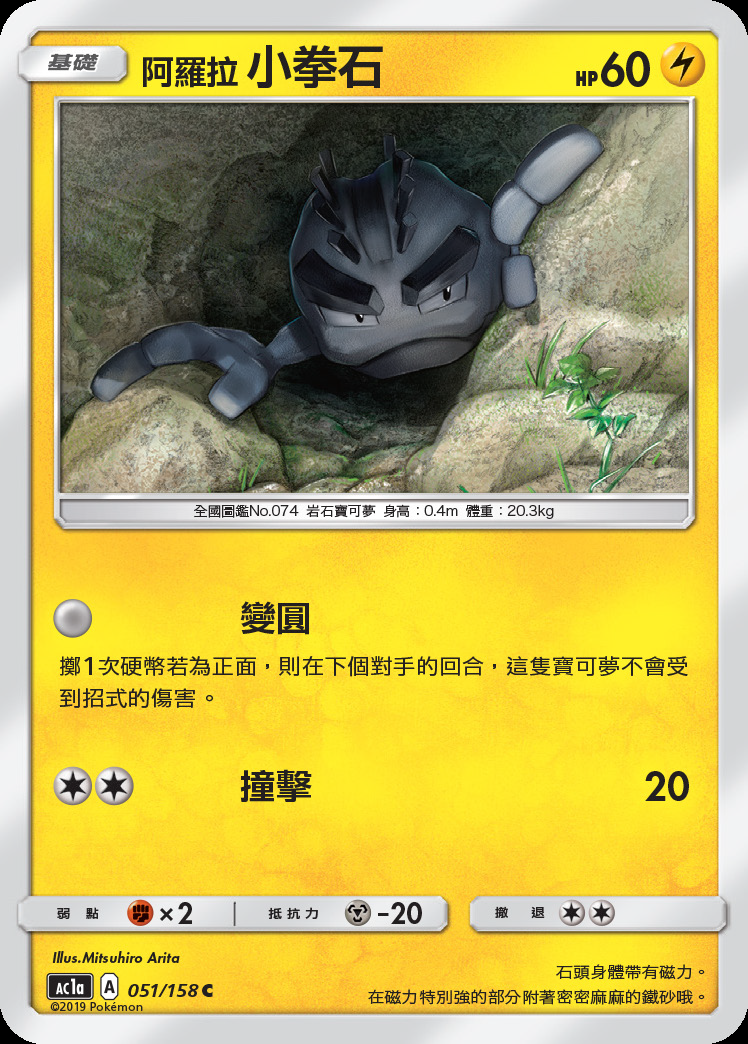 基礎
阿羅拉 小拳石
HP60
全國圖鑑No.074 岩石寶可夢 身高：0.4m 體重：20.3kg
變圓
擲1次硬幣若為正面，則在下個對手的回合，這隻寶可夢不會受
到招式的傷害。
撞擊 20
弱點 ×2 抵抗力 -20 撤退
Illus.Mitsuhiro Arita
AC1a A 051/158 C
©2019 Pokémon
石頭身體帶有磁力。
在磁力特別強的部分附著密密麻麻的鐵砂哦。